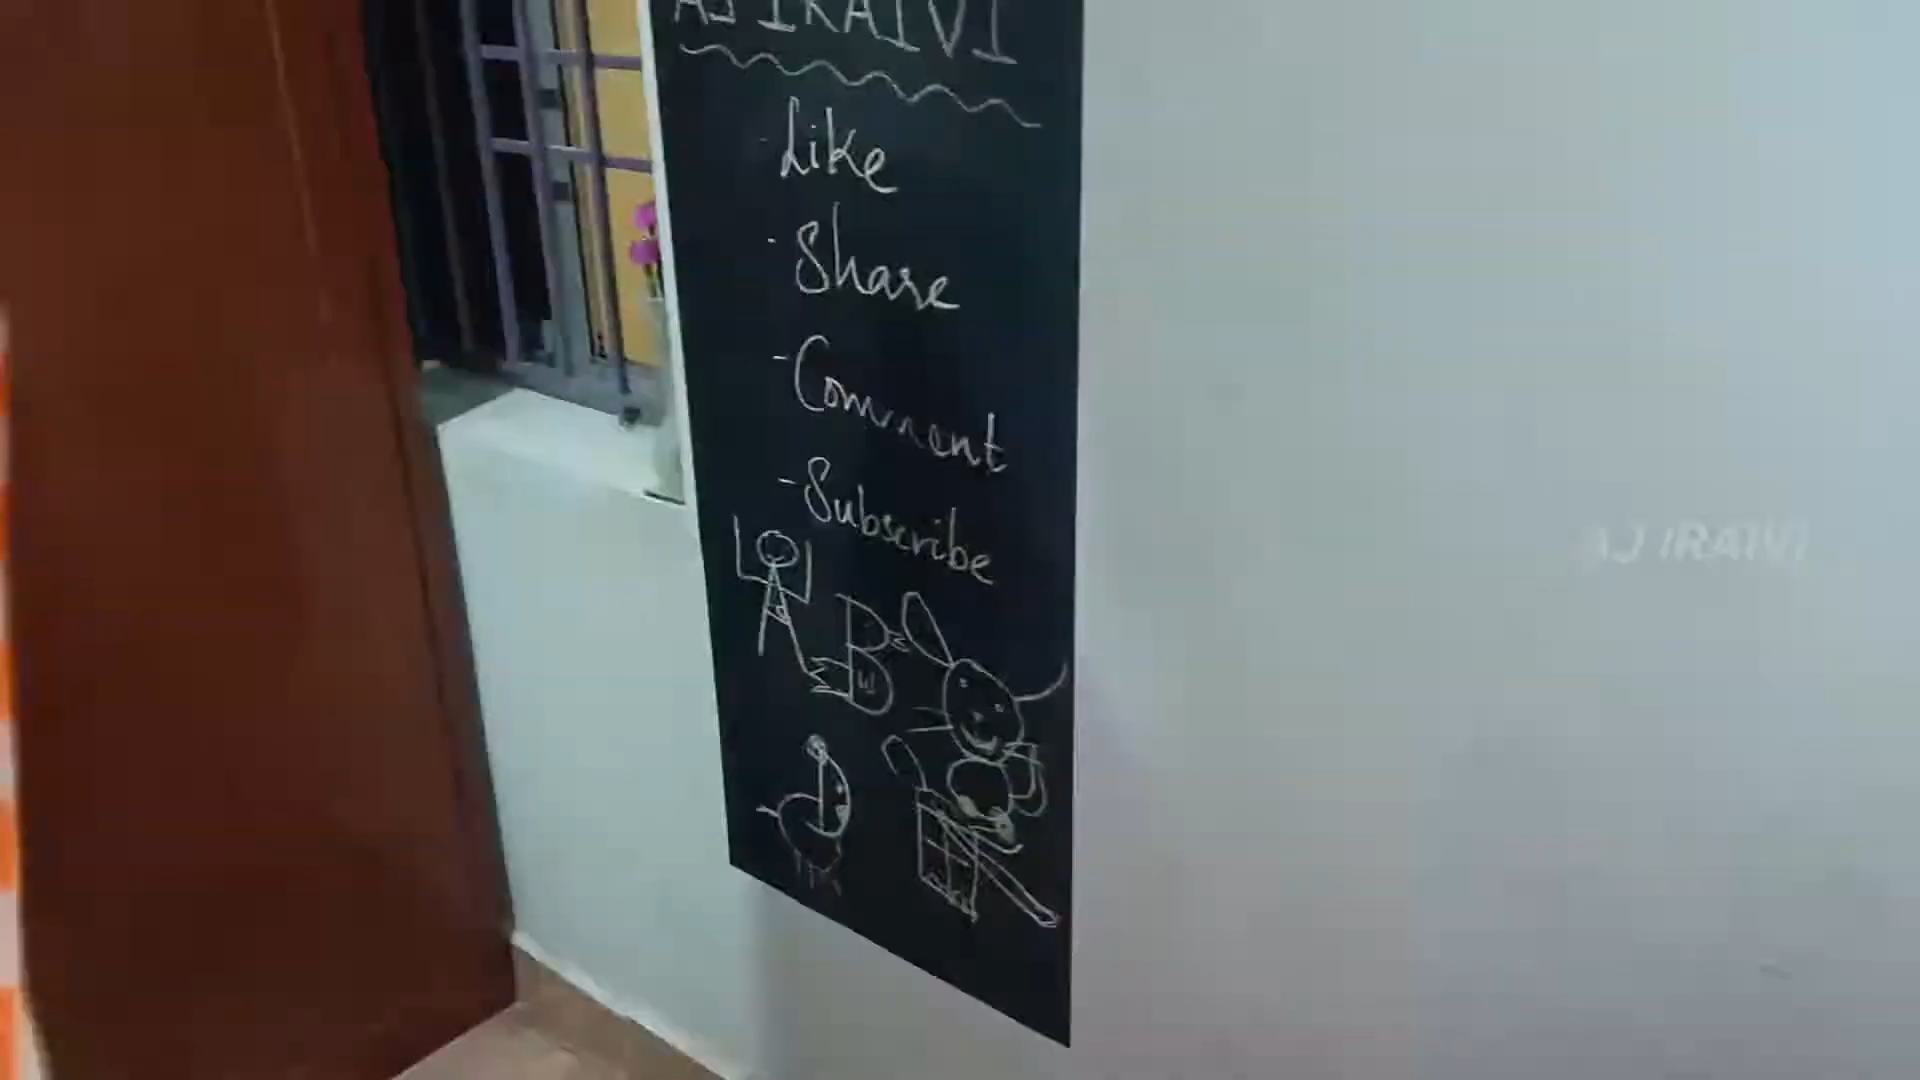 AJ IRAIVI
- Like
- Share
- Comment
- Subscribe
A
B
AJ IRAIVI